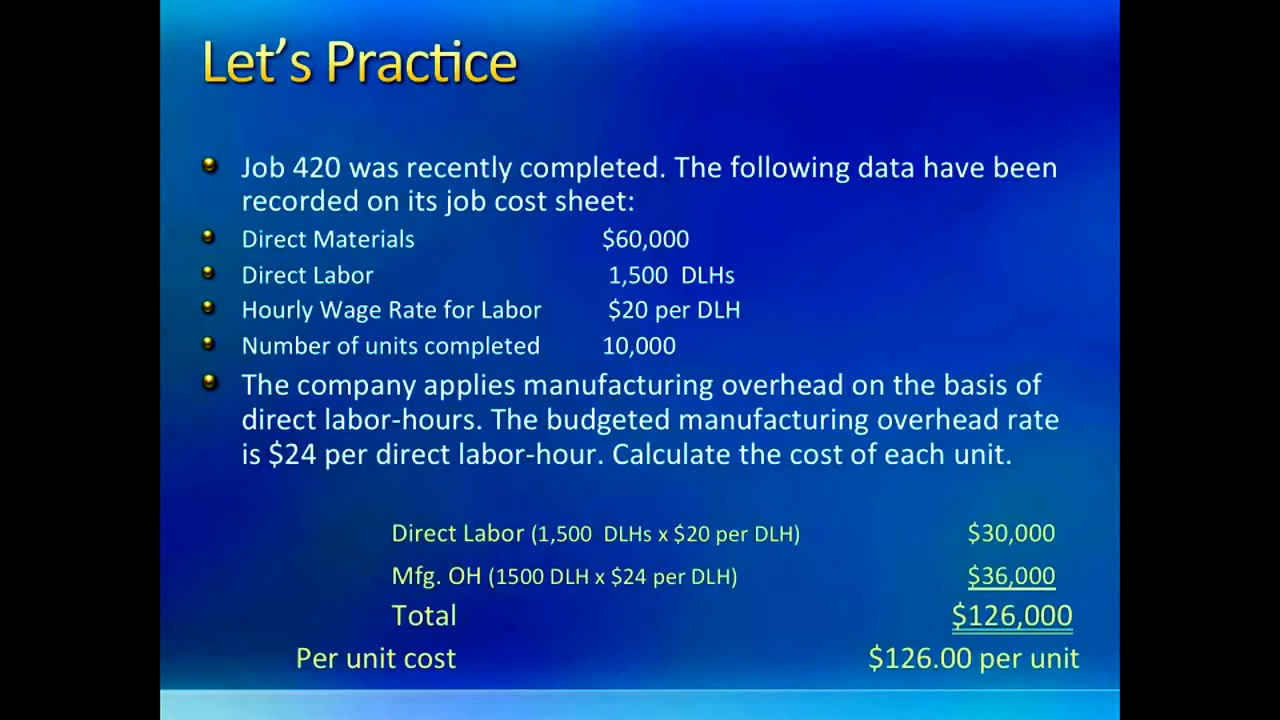 Let's Practice
Job 420 was recently completed. The following data have been
recorded on its job cost sheet:
Direct Materials $60,000
Direct Labor 1,500 DLHs
Hourly Wage Rate for Labor $20 per DLH
Number of units completed 10,000
The company applies manufacturing overhead on the basis of
direct labor-hours. The budgeted manufacturing overhead rate
is $24 per direct labor-hour. Calculate the cost of each unit.
Direct Labor (1,500 DLHs x $20 per DLH) $30,000
Mfg. OH (1500 DLH x $24 per DLH) $36,000
Total $126,000
Per unit cost $126.00 per unit